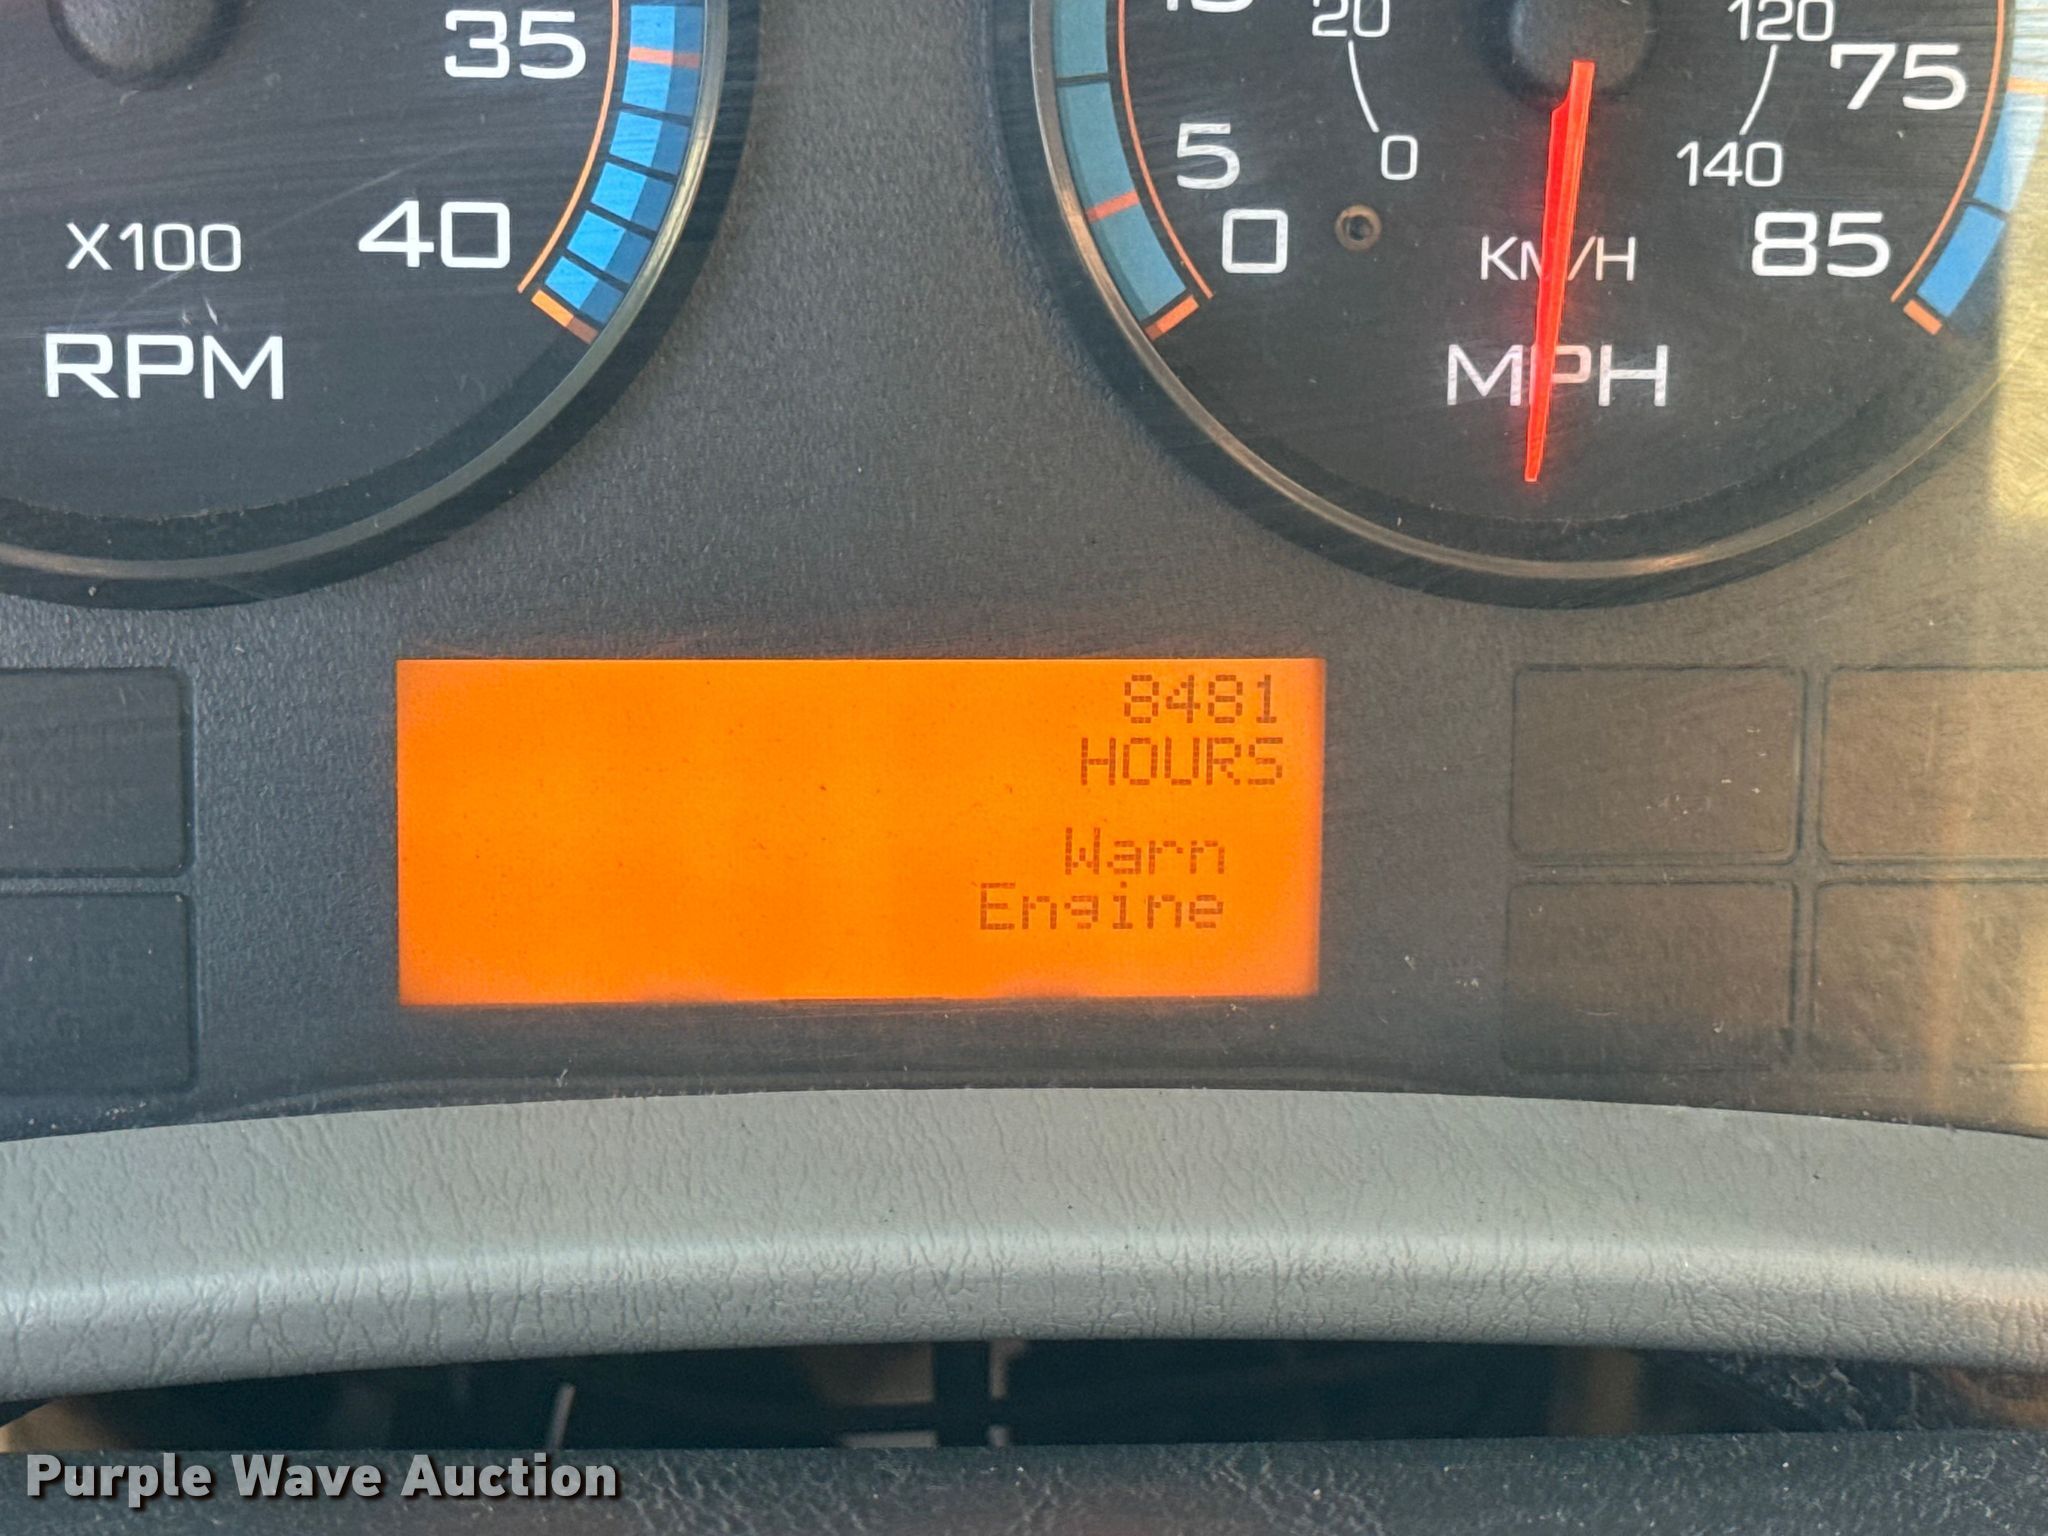 35
40
X100
RPM
20
0
5
0
120
75
140
85
KM/H
MPH
8481
HOURS
Warn
Engine
Purple Wave Auction